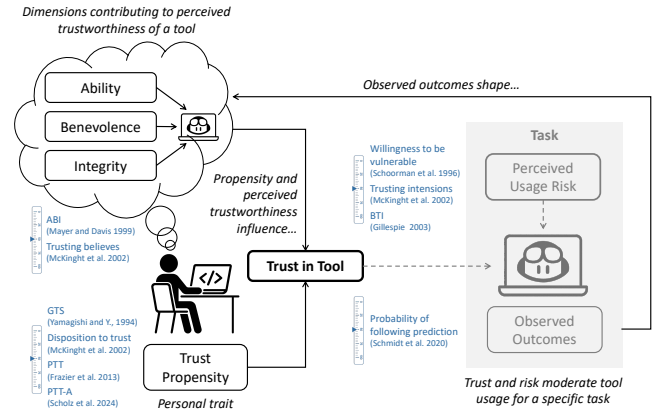 Dimensions contributing to perceived
trustworthiness of a tool
Ability
Benevolence
Integrity
Observed outcomes shape…
Propensity and
perceived
trustworthiness
influence…
Willingness to be
vulnerable
(Schoorman et al. 1996)
Trusting intensions
(McKinght et al. 2002)
BTI
(Gillespie 2003)
Task
Perceived
Usage Risk
ABI
(Mayer and Davis 1999)
Trusting believes
(McKinght et al. 2002)
</>
Trust in Tool
GTS
(Yamagishi and Y., 1994)
Disposition to trust
(McKinght et al. 2002)
PTT
(Frazier et al. 2013)
PTT-A
(Scholz et al. 2024)
Trust
Propensity
Personal trait
Probability of
following prediction
(Schmidt et al. 2020)
Observed
Outcomes
Trust and risk moderate tool
usage for a specific task